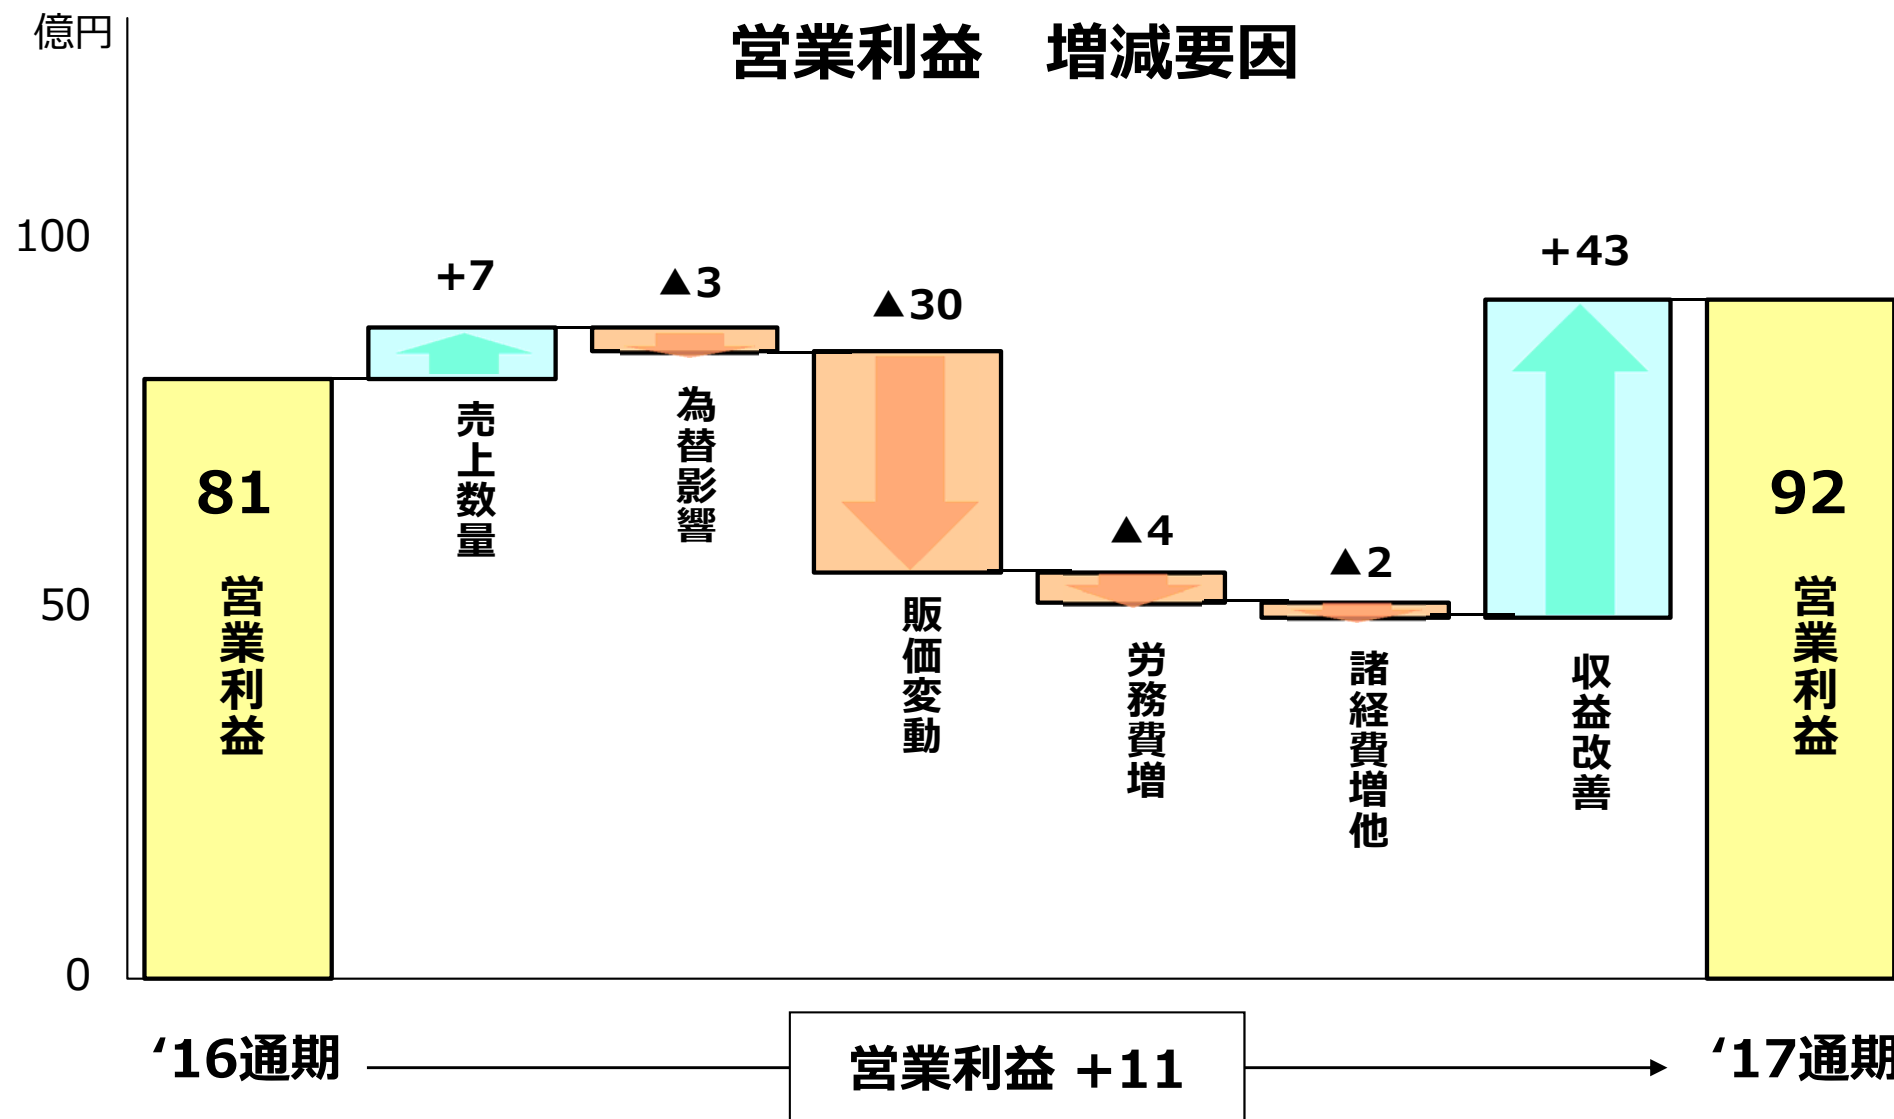 億円
営業利益　増減要因
100
50
0
+7
▲3
▲30
▲4
▲2
+43
81
営業利益
売上数量
為替影響
販価変動
労務費増
諸経費増他
収益改善
92
営業利益
‘16通期
営業利益 +11
‘17通期